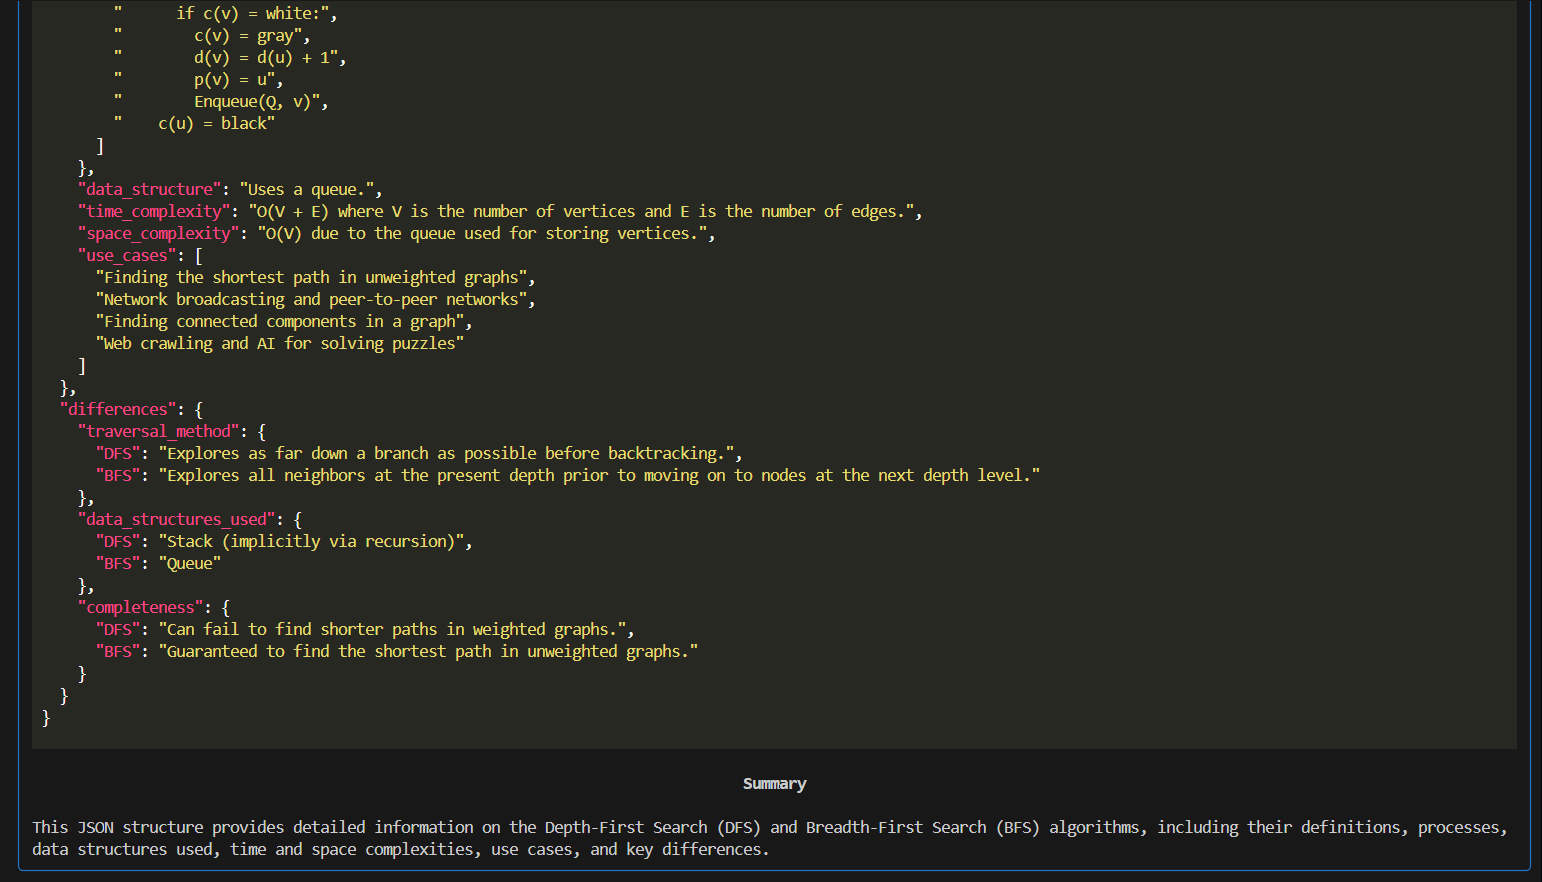 "      if c(v) = white:",
"        c(v) = gray",
"        d(v) = d(u) + 1",
"        p(v) = u",
"        Enqueue(Q, v)",
"    c(u) = black"
]
},
"data_structure": "Uses a queue.",
"time_complexity": "O(V + E) where V is the number of vertices and E is the number of edges.",
"space_complexity": "O(V) due to the queue used for storing vertices.",
"use_cases": [
"Finding the shortest path in unweighted graphs",
"Network broadcasting and peer-to-peer networks",
"Finding connected components in a graph",
"Web crawling and AI for solving puzzles"
]
},
"differences": {
"traversal_method": {
"DFS": "Explores as far down a branch as possible before backtracking.",
"BFS": "Explores all neighbors at the present depth prior to moving on to nodes at the next depth level."
},
"data_structures_used": {
"DFS": "Stack (implicitly via recursion)",
"BFS": "Queue"
},
"completeness": {
"DFS": "Can fail to find shorter paths in weighted graphs.",
"BFS": "Guaranteed to find the shortest path in unweighted graphs."
}
}
}
Summary
This JSON structure provides detailed information on the Depth-First Search (DFS) and Breadth-First Search (BFS) algorithms, including their definitions, processes,
data structures used, time and space complexities, use cases, and key differences.